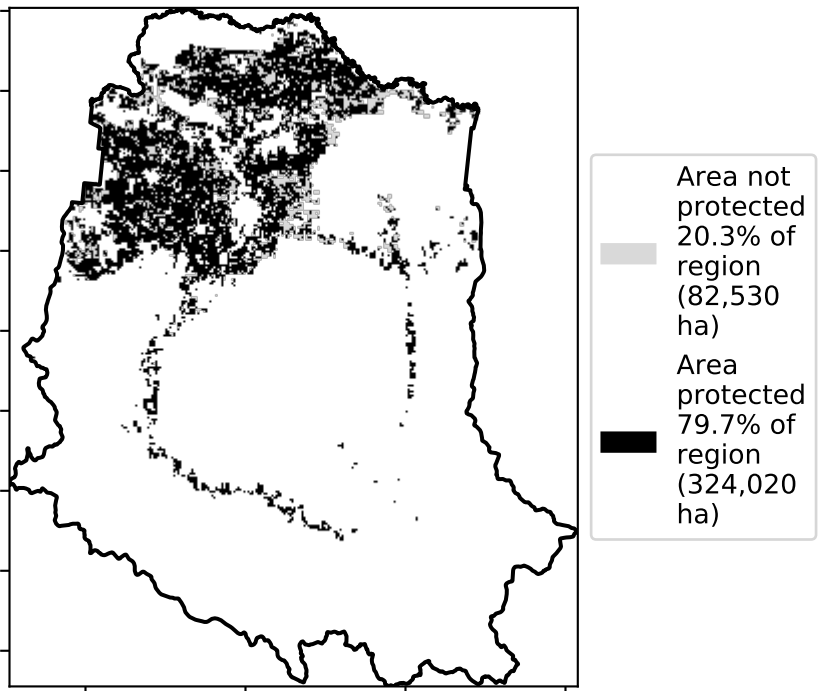 Area not
protected
20.3% of
region
(82,530
ha)
Area
protected
79.7% of
region
(324,020
ha)